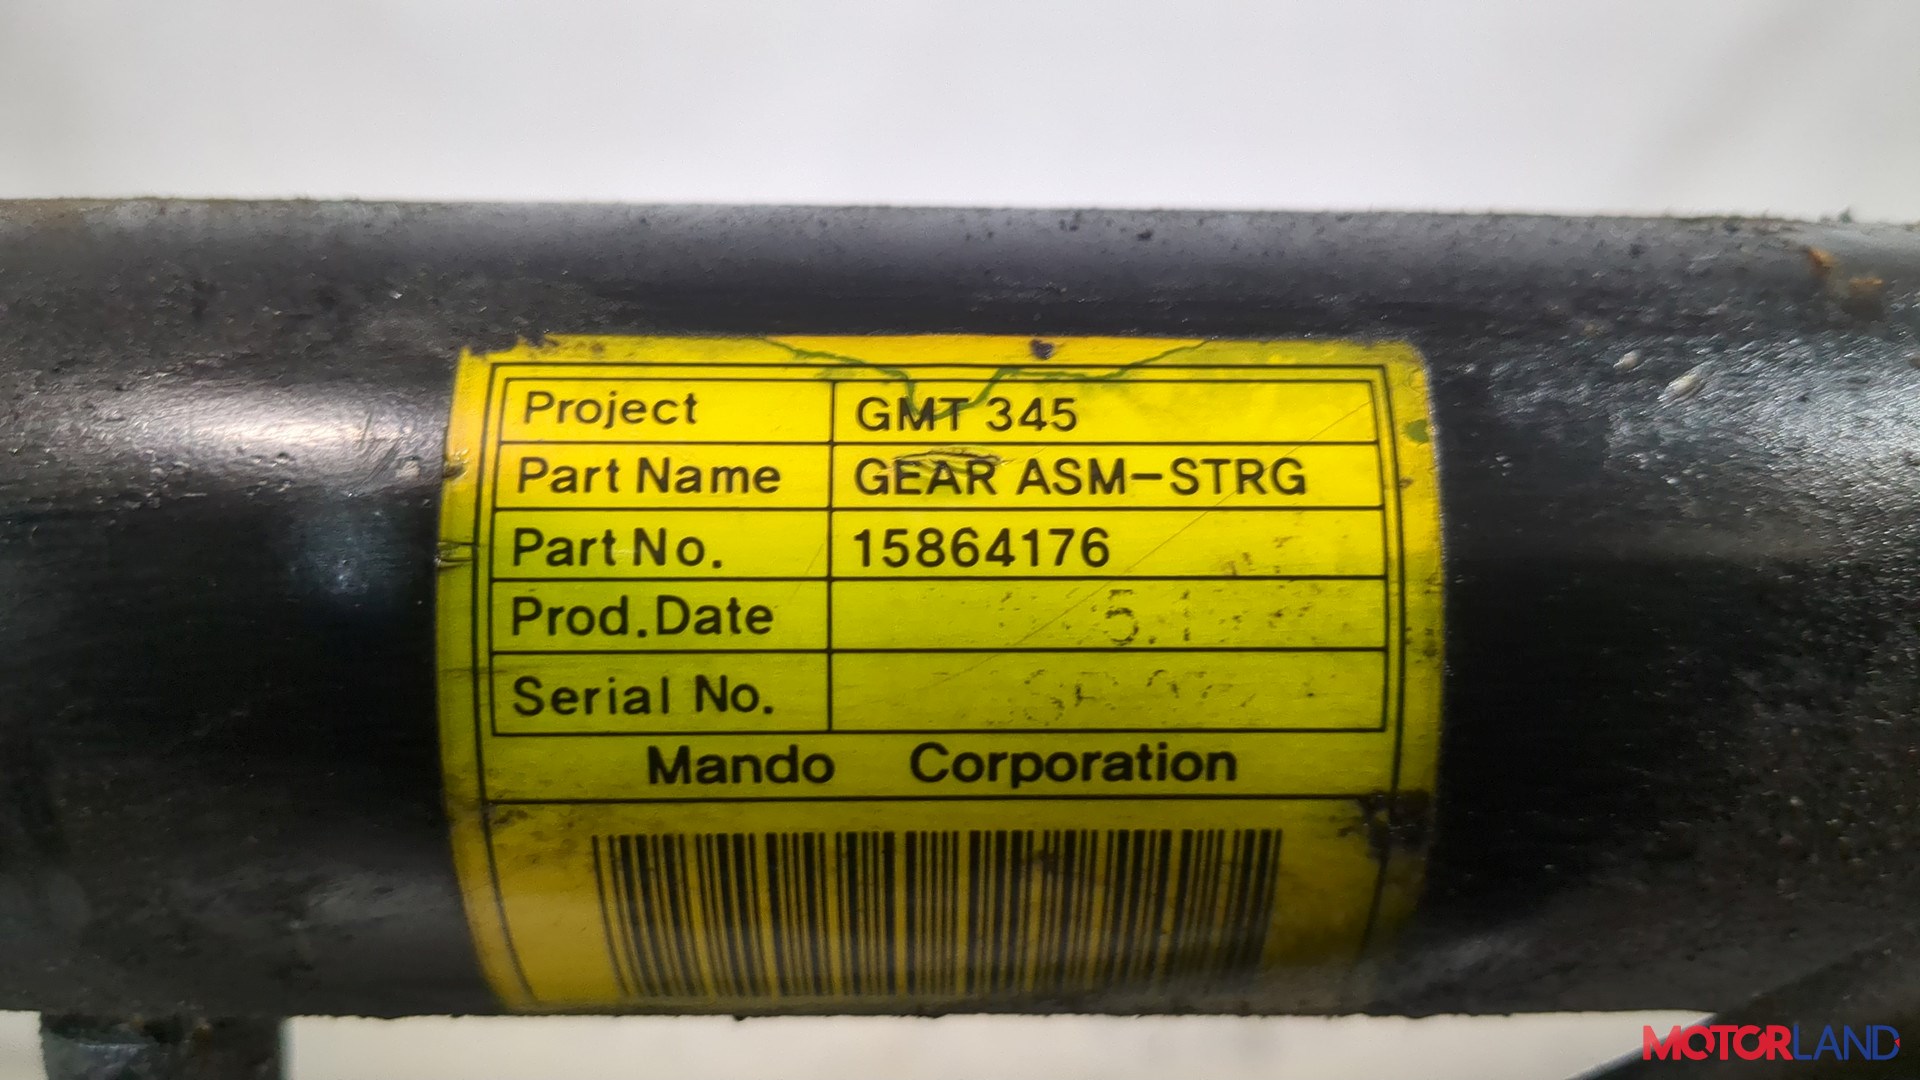 Project GMT 345
Part Name GEAR ASM-STRG
Part No. 15864176
Prod.Date
Serial No.
Mando Corporation
MOTORLAND